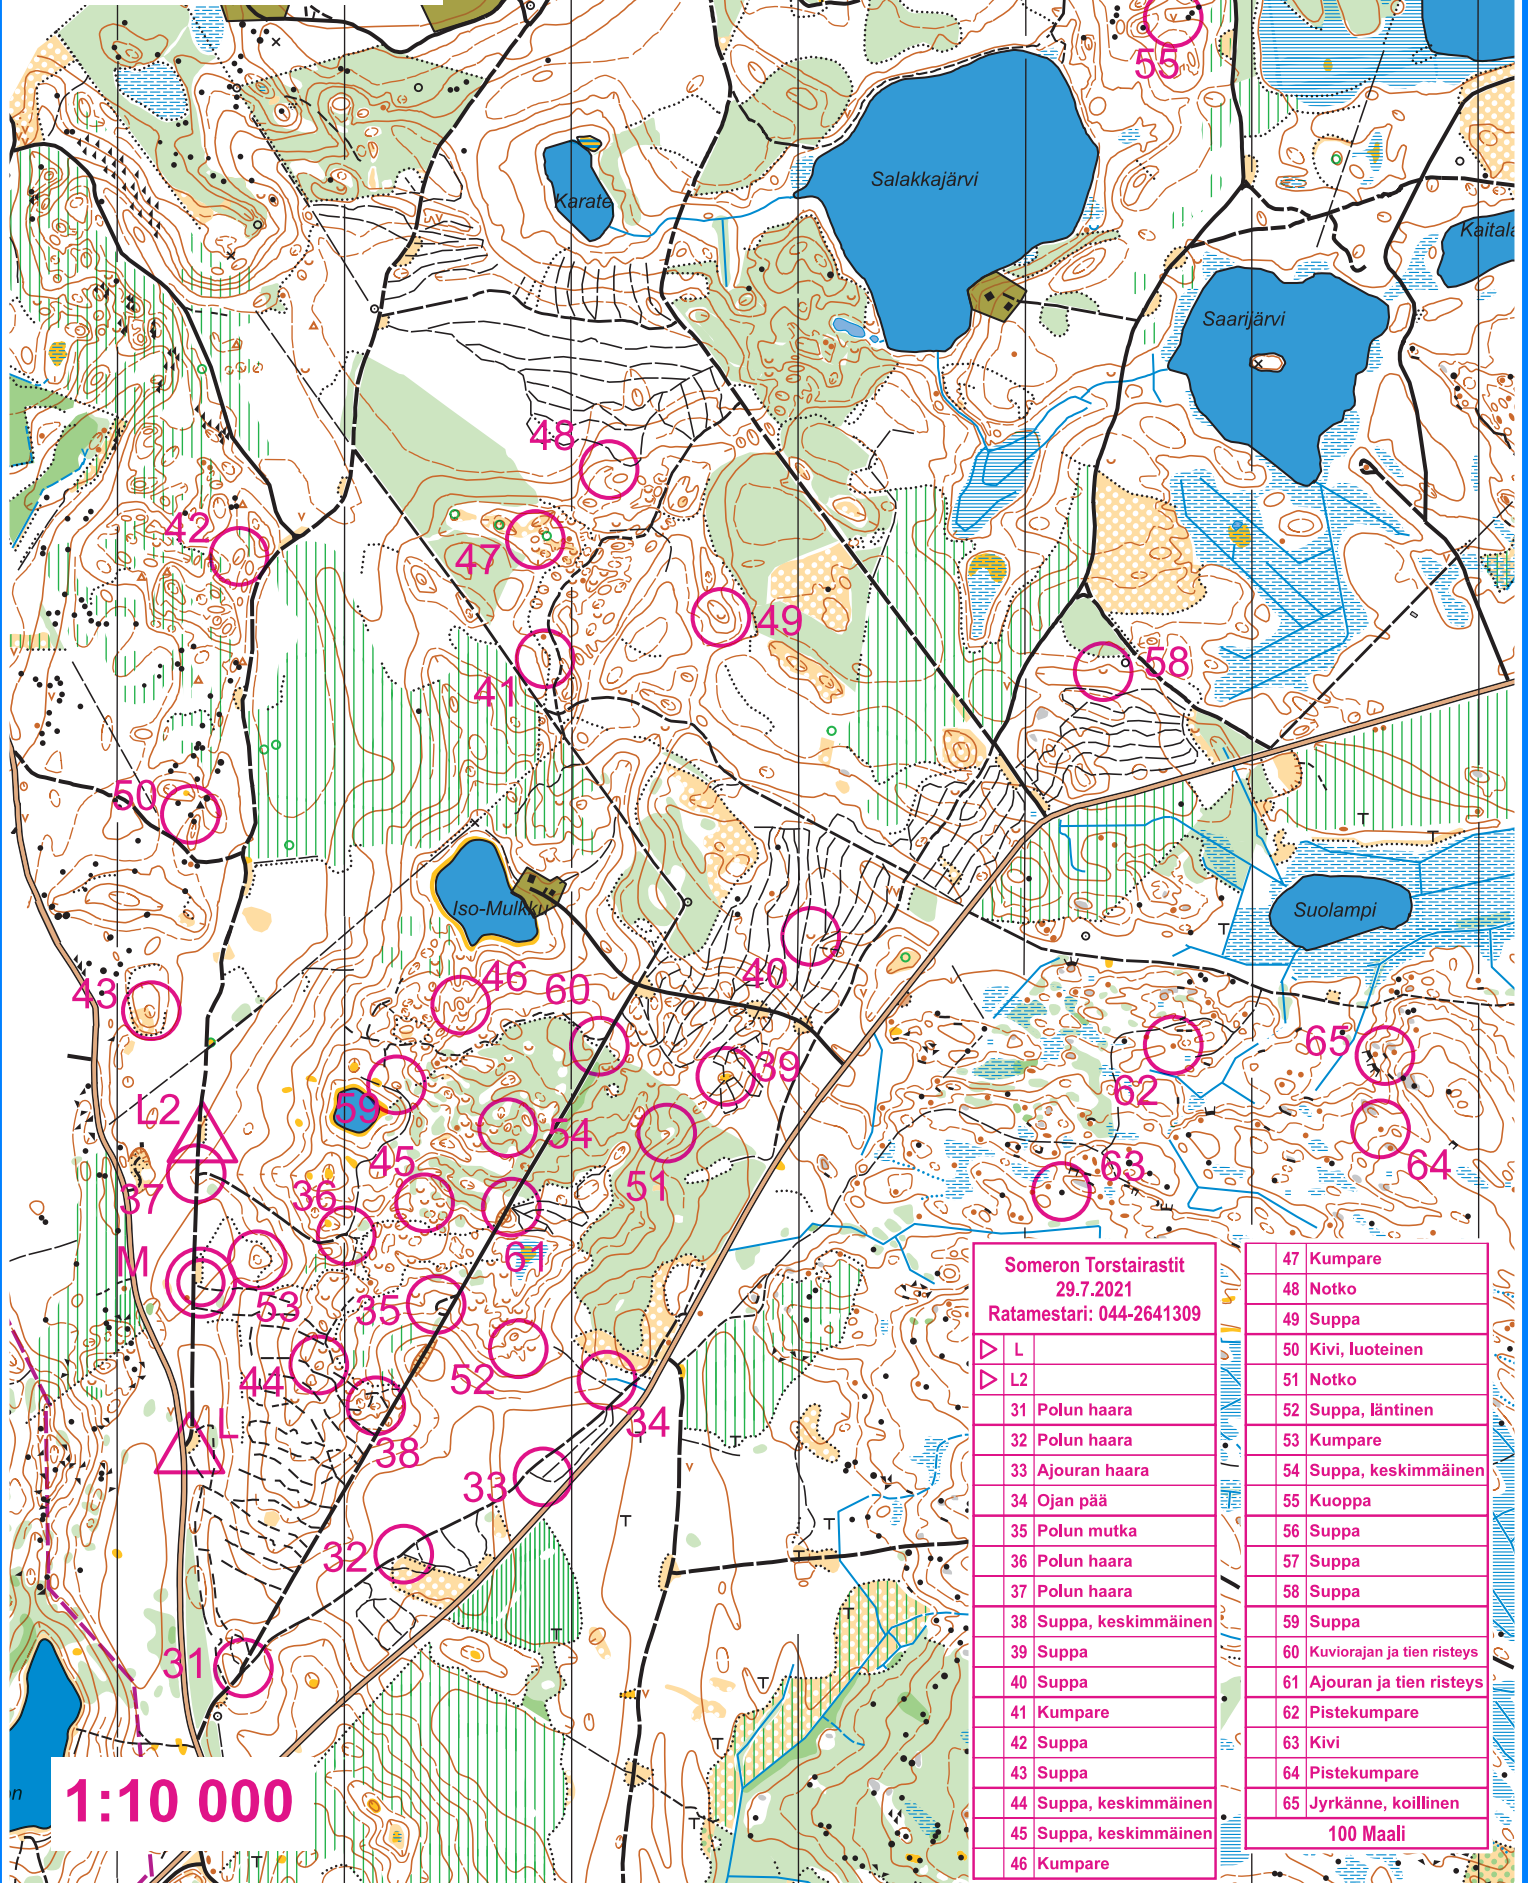 55
Karate
Salakkajärvi
Kaitala
Saarijärvi
48
42
47
49
58
41
50
Iso-Mulkku
Suolampi
46
60
40
43
65
39
59
62
L2
54
45
63
64
37
36
51
M
61
53
35
44
52
34
L
38
33
32
31
1:10 000
Someron Torstairastit
29.7.2021
Ratamestari: 044-2641309
L
L2
31 Polun haara
32 Polun haara
33 Ajouran haara
34 Ojan pää
35 Polun mutka
36 Polun haara
37 Polun haara
38 Suppa, keskimmäinen
39 Suppa
40 Suppa
41 Kumpare
42 Suppa
43 Suppa
44 Suppa, keskimmäinen
45 Suppa, keskimmäinen
46 Kumpare
47 Kumpare
48 Notko
49 Suppa
50 Kivi, luoteinen
51 Notko
52 Suppa, läntinen
53 Kumpare
54 Suppa, keskimmäinen
55 Kuoppa
56 Suppa
57 Suppa
58 Suppa
59 Suppa
60 Kuviorajan ja tien risteys
61 Ajouran ja tien risteys
62 Pistekumpare
63 Kivi
64 Pistekumpare
65 Jyrkänne, koillinen
100 Maali